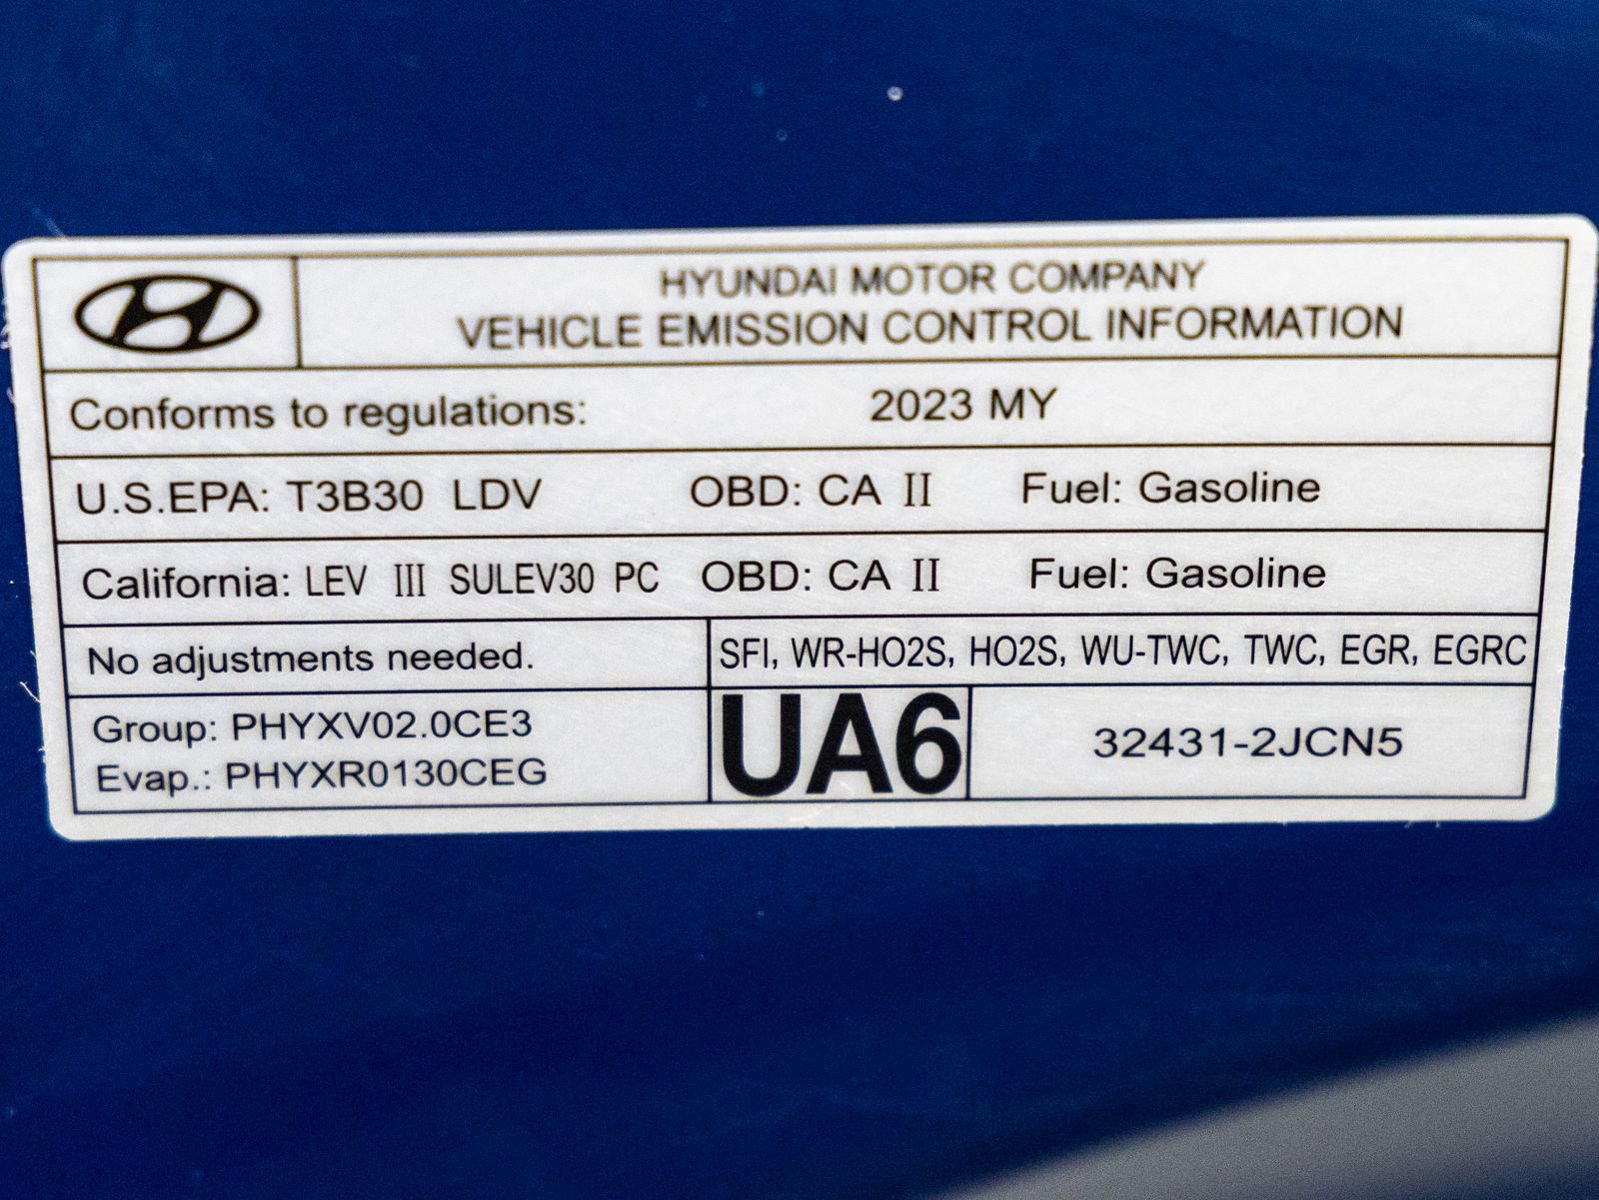 HYUNDAI MOTOR COMPANY
VEHICLE EMISSION CONTROL INFORMATION
Conforms to regulations: 2023 MY
U.S.EPA: T3B30 LDV OBD: CA II Fuel: Gasoline
California: LEV III SULEV30 PC OBD: CA II Fuel: Gasoline
No adjustments needed. SFI, WR-HO2S, HO2S, WU-TWC, TWC, EGR, EGRC
Group: PHYXV02.0CE3
Evap.: PHYXR0130CEG
UA6
32431-2JCN5